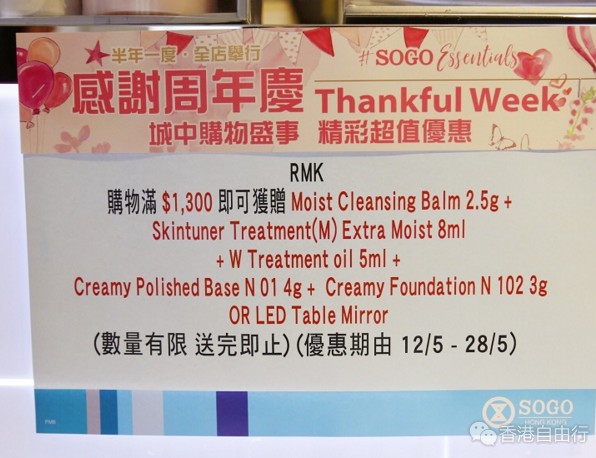 半年一度·全店舉行
#SOGO Essentials
感謝周年慶 Thankful Week
城中購物盛事 精彩超值優惠
RMK
購物滿 $1,300 即可獲贈 Moist Cleansing Balm 2.5g +
Skintuner Treatment(M) Extra Moist 8ml
+ W Treatment oil 5ml +
Creamy Polished Base N 01 4g + Creamy Foundation N 102 3g
OR LED Table Mirror
(數量有限 送完即止) (優惠期由 12/5 - 28/5)
SOGO
HONG KONG
香港自由行